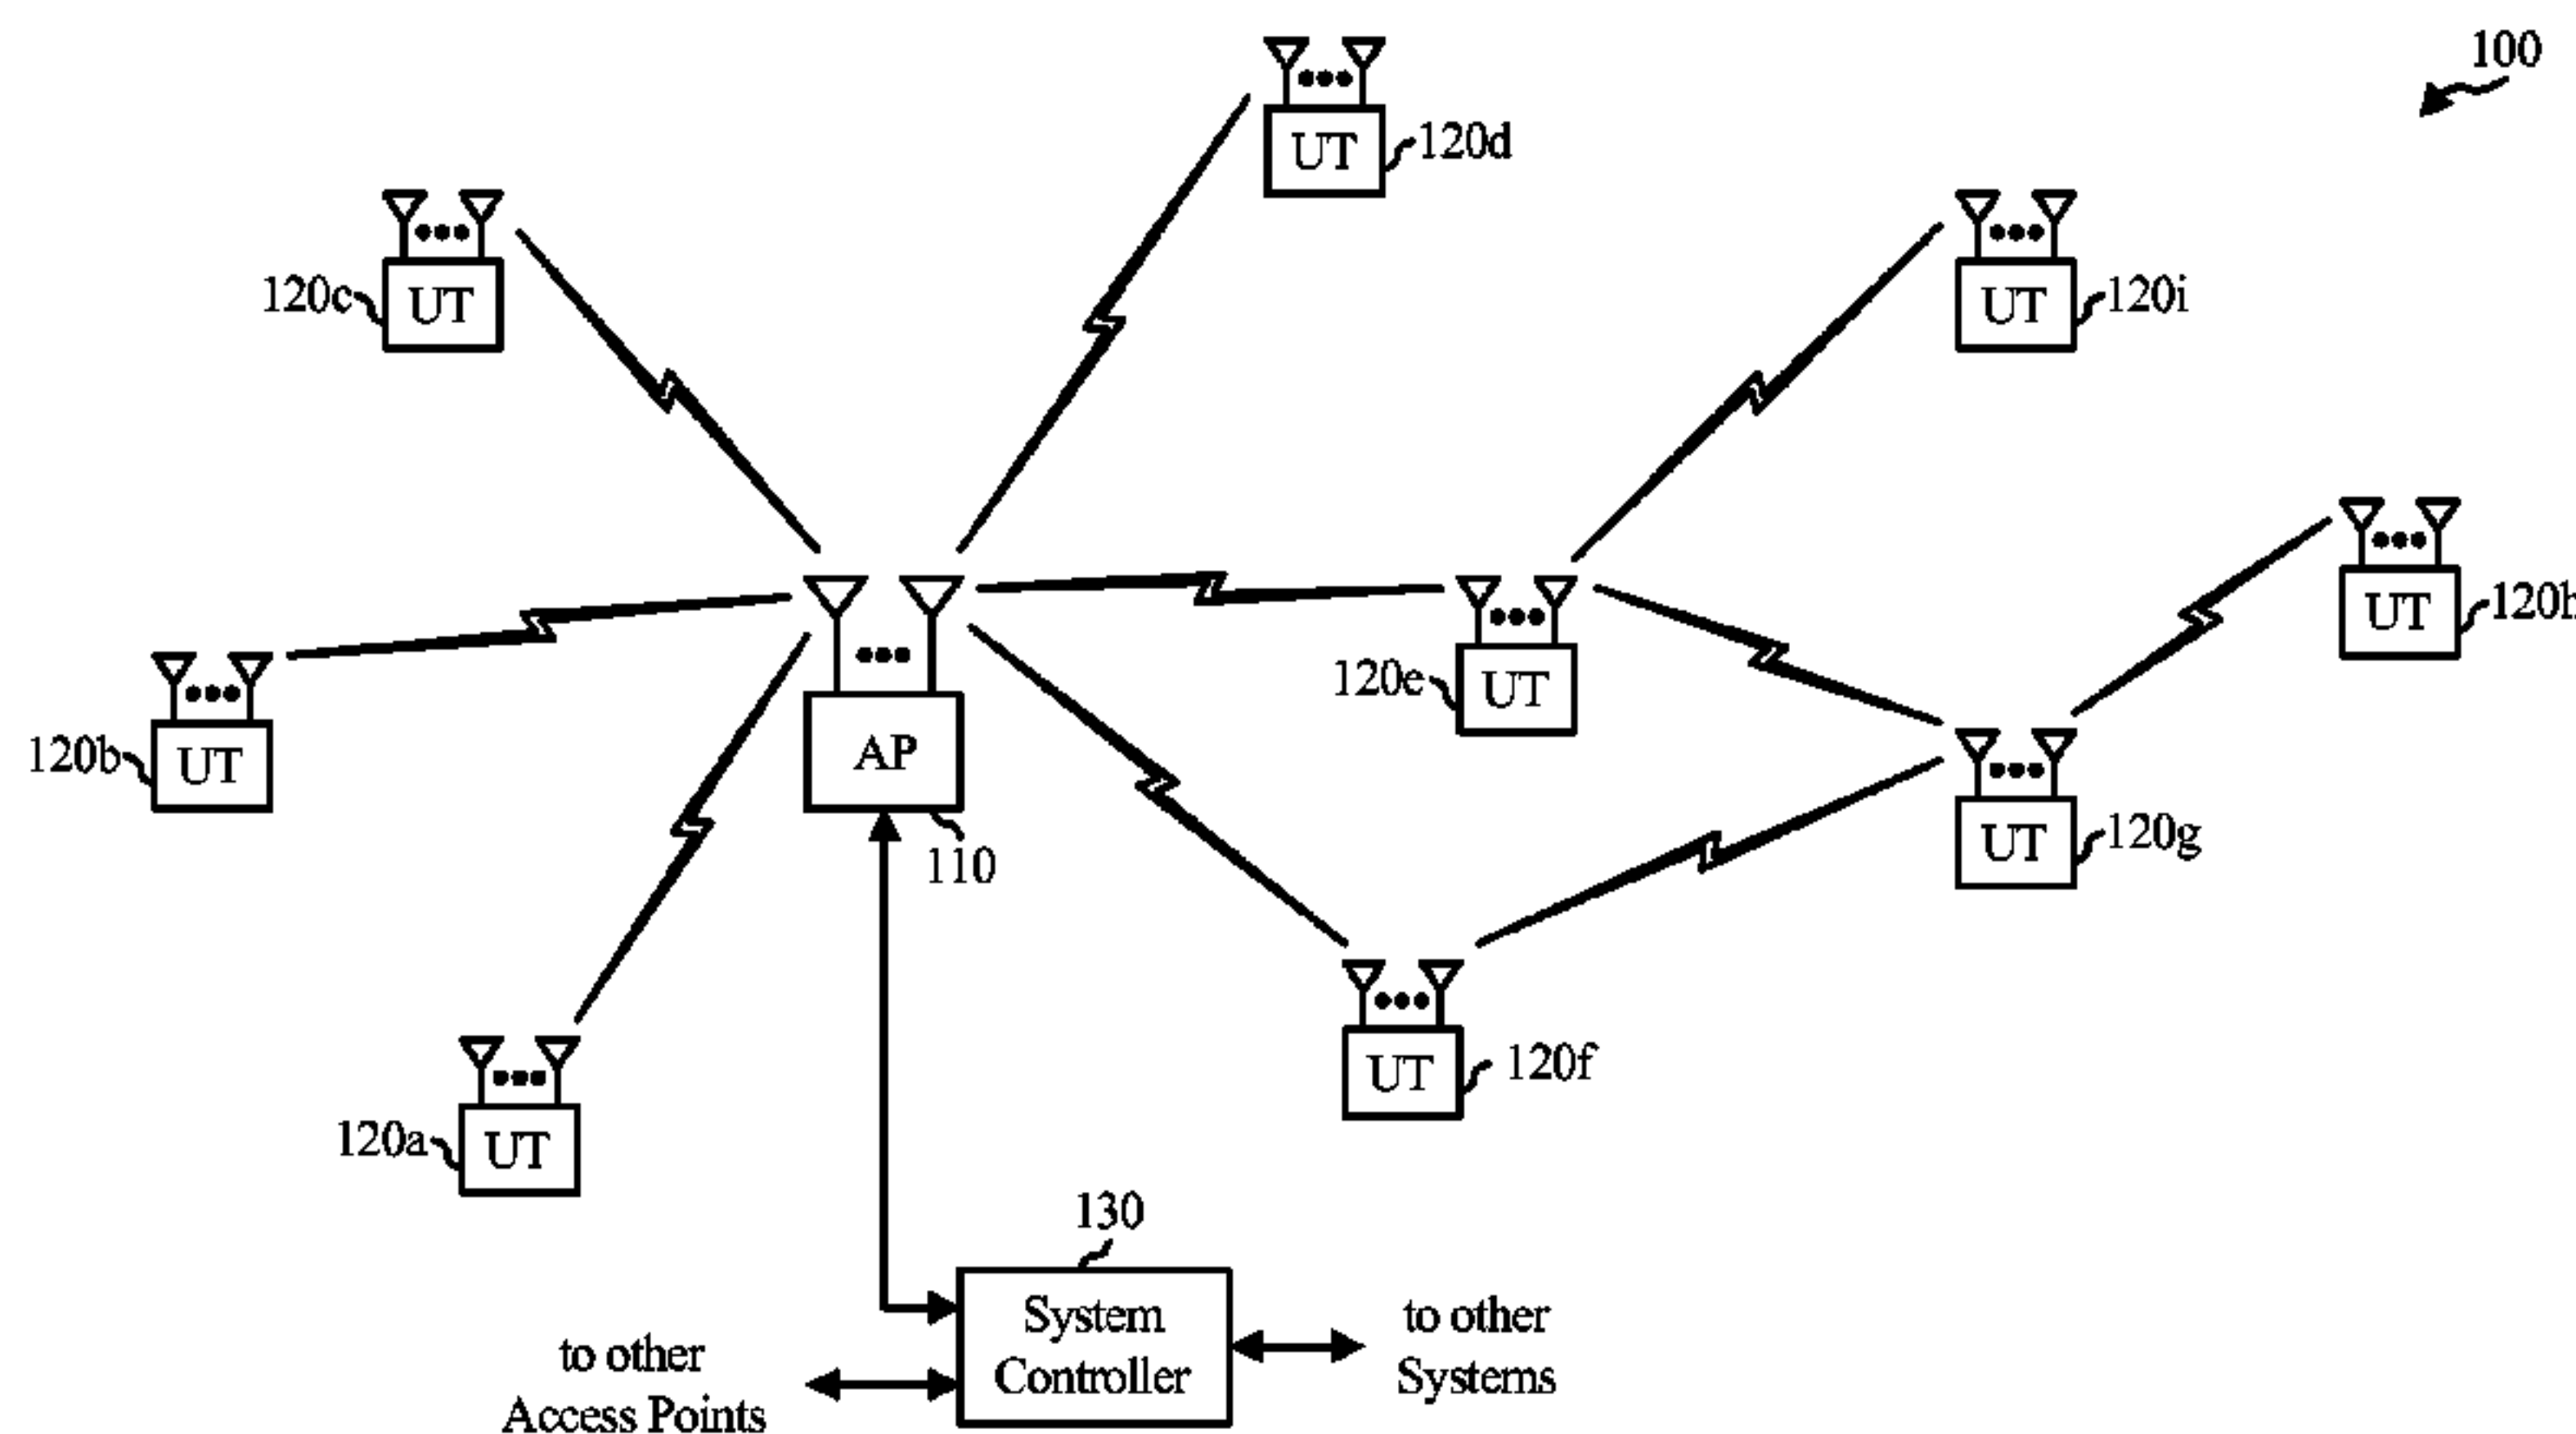 100
UT
120d
120c
UT
UT
120i
UT
120h
120e
UT
120b
UT
AP
110
UT
120g
UT
120f
120a
UT
130
System
Controller
to other
Systems
to other
Access Points